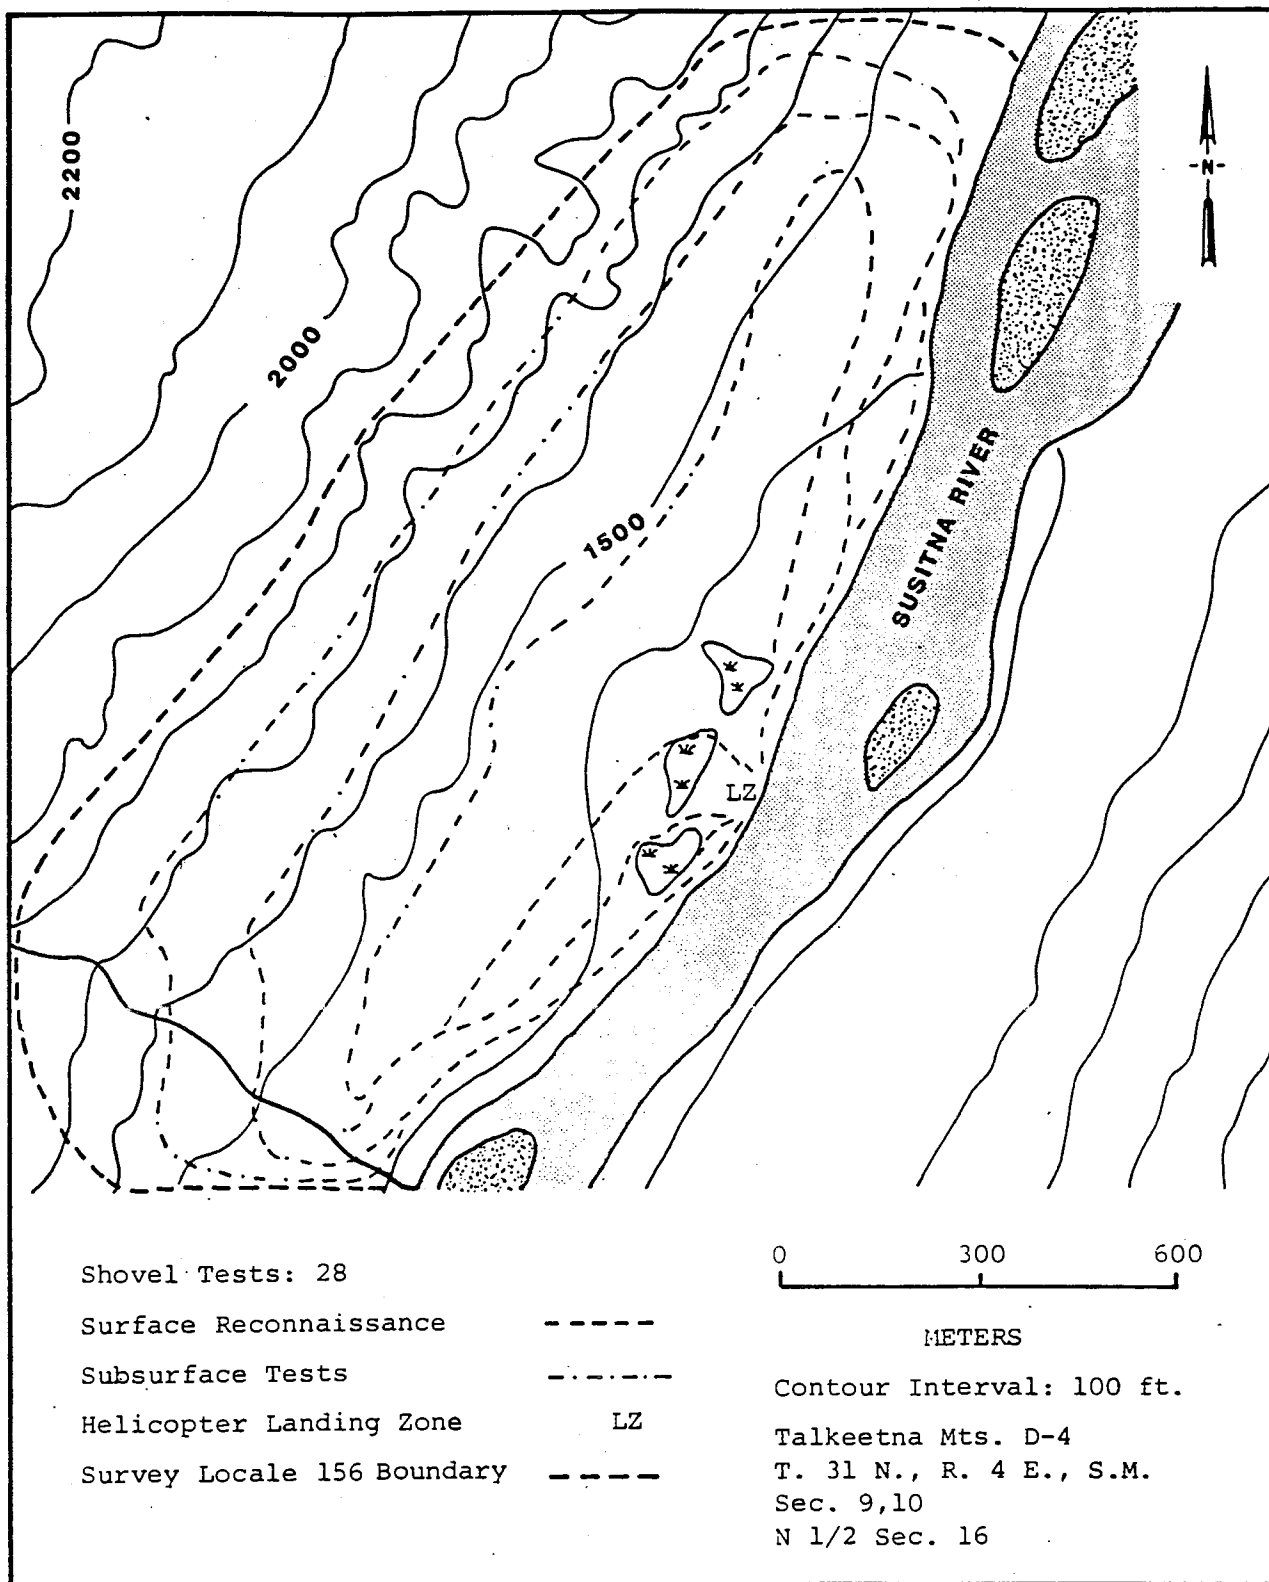 2200
-N-
2000
SUSITNA RIVER
1500
LZ
Shovel Tests: 28
Surface Reconnaissance
Subsurface Tests
Helicopter Landing Zone LZ
Survey Locale 156 Boundary
0 300 600
METERS
Contour Interval: 100 ft.
Talkeetna Mts. D-4
T. 31 N., R. 4 E., S.M.
Sec. 9,10
N 1/2 Sec. 16